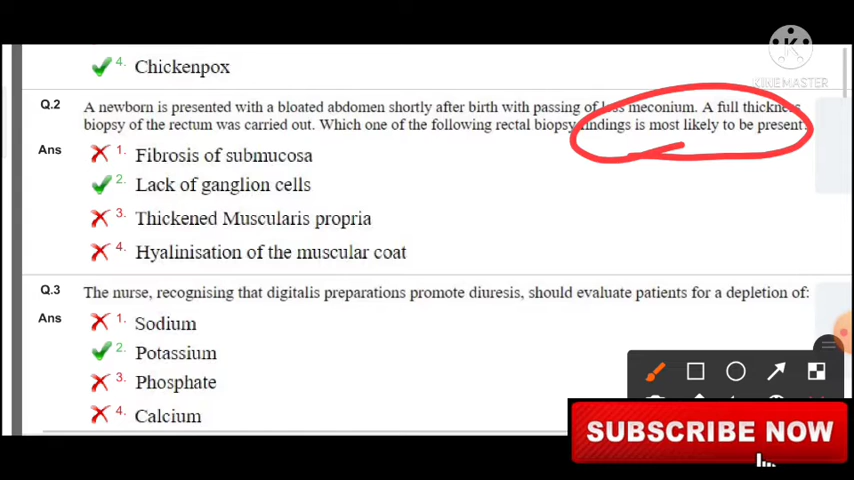 KINEMASTER
4. Chickenpox
Q.2 A newborn is presented with a bloated abdomen shortly after birth with passing of less meconium. A full thickness
biopsy of the rectum was carried out. Which one of the following rectal biopsy findings is most likely to be present?
Ans 1. Fibrosis of submucosa
2. Lack of ganglion cells
3. Thickened Muscularis propria
4. Hyalinisation of the muscular coat
Q.3 The nurse, recognising that digitalis preparations promote diuresis, should evaluate patients for a depletion of:
Ans 1. Sodium
2. Potassium
3. Phosphate
4. Calcium
SUBSCRIBE NOW